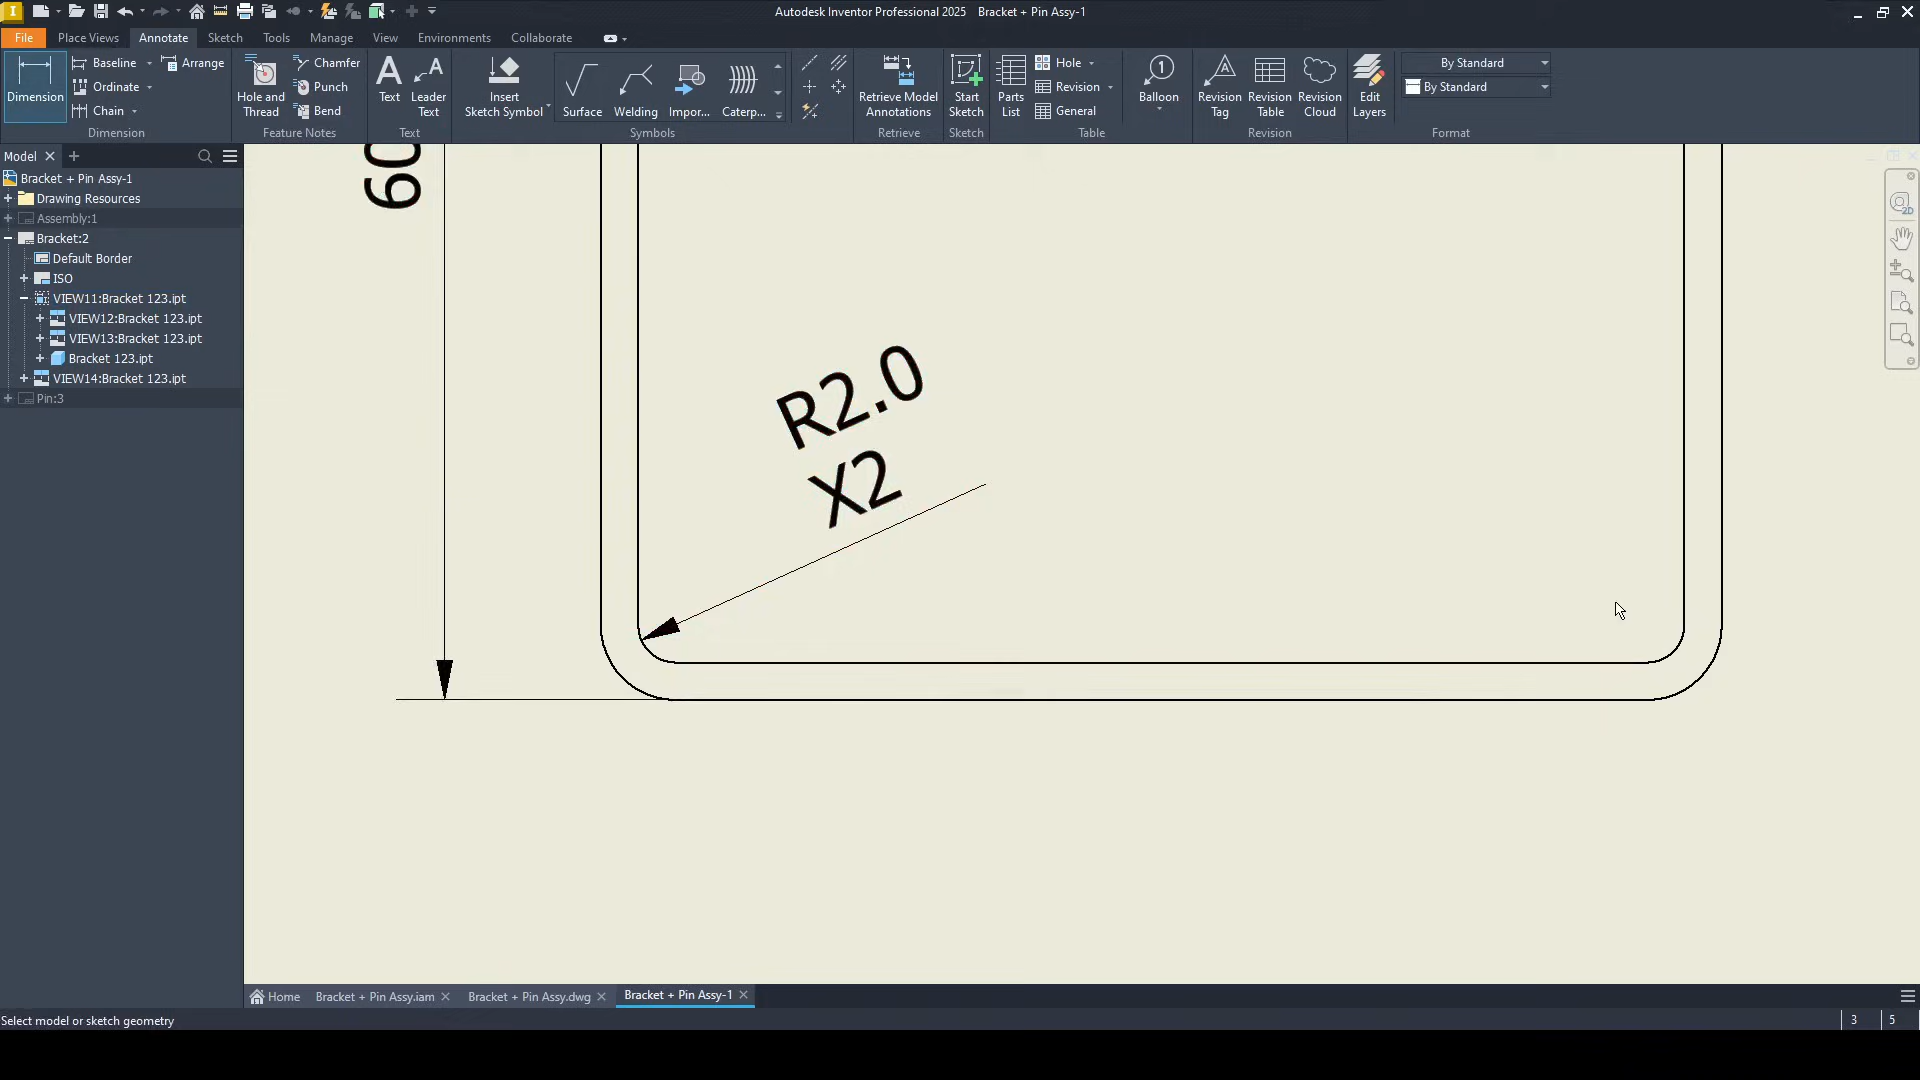 I
Autodesk Inventor Professional 2025 Bracket + Pin Assy-1
File Place Views Annotate Sketch Tools Manage View Environments Collaborate
Dimension
Baseline
Ordinate
Chain
Arrange
Dimension
Hole and
Thread
Chamfer
Punch
Bend
Feature Notes
A
Text
A
Leader
Text
Text
Insert
Sketch Symbol
Surface
Welding
Impor...
Caterp...
Symbols
Retrieve Model
Annotations
Retrieve
Start
Sketch
Sketch
Parts
List
Hole
Revision
General
Table
1
Balloon
A
Revision
Tag
Revision
Table
Revision
Cloud
Revision
Edit
Layers
By Standard
By Standard
Format
Model
Bracket + Pin Assy-1
Drawing Resources
Assembly:1
Bracket:2
Default Border
ISO
VIEW11:Bracket 123.ipt
VIEW12:Bracket 123.ipt
VIEW13:Bracket 123.ipt
Bracket 123.ipt
VIEW14:Bracket 123.ipt
Pin:3
60
R2.0
X2
2D
Home Bracket + Pin Assy.iam Bracket + Pin Assy.dwg Bracket + Pin Assy-1
Select model or sketch geometry
3 5